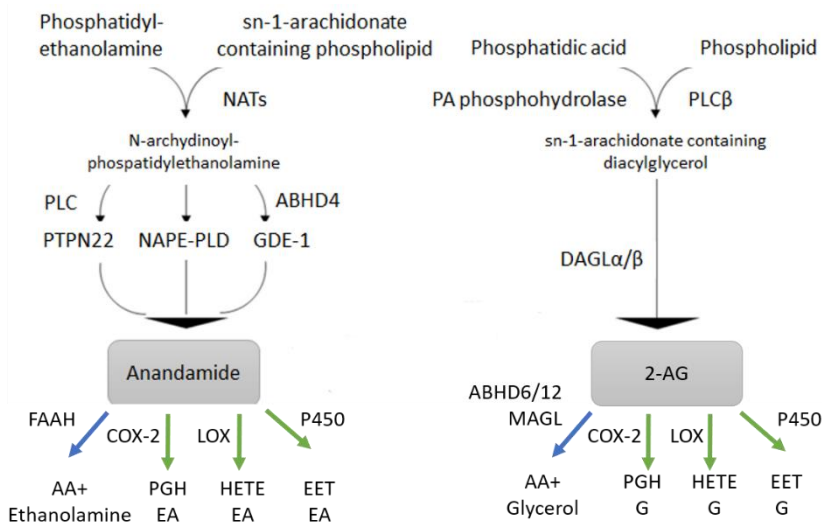 Phosphatidyl-
ethanolamine
sn-1-arachidonate
containing phospholipid
NATs
N-archydinoyl-
phospatidylethanolamine
PLC
ABHD4
PTPN22
NAPE-PLD
GDE-1
Anandamide
FAAH
COX-2
LOX
P450
AA+
Ethanolamine
PGH
EA
HETE
EA
EET
EA
Phosphatidic acid
Phospholipid
PA phosphohydrolase
PLCβ
sn-1-arachidonate containing
diacylglycerol
DAGLα/β
2-AG
ABHD6/12
MAGL
COX-2
LOX
P450
AA+
Glycerol
PGH
G
HETE
G
EET
G